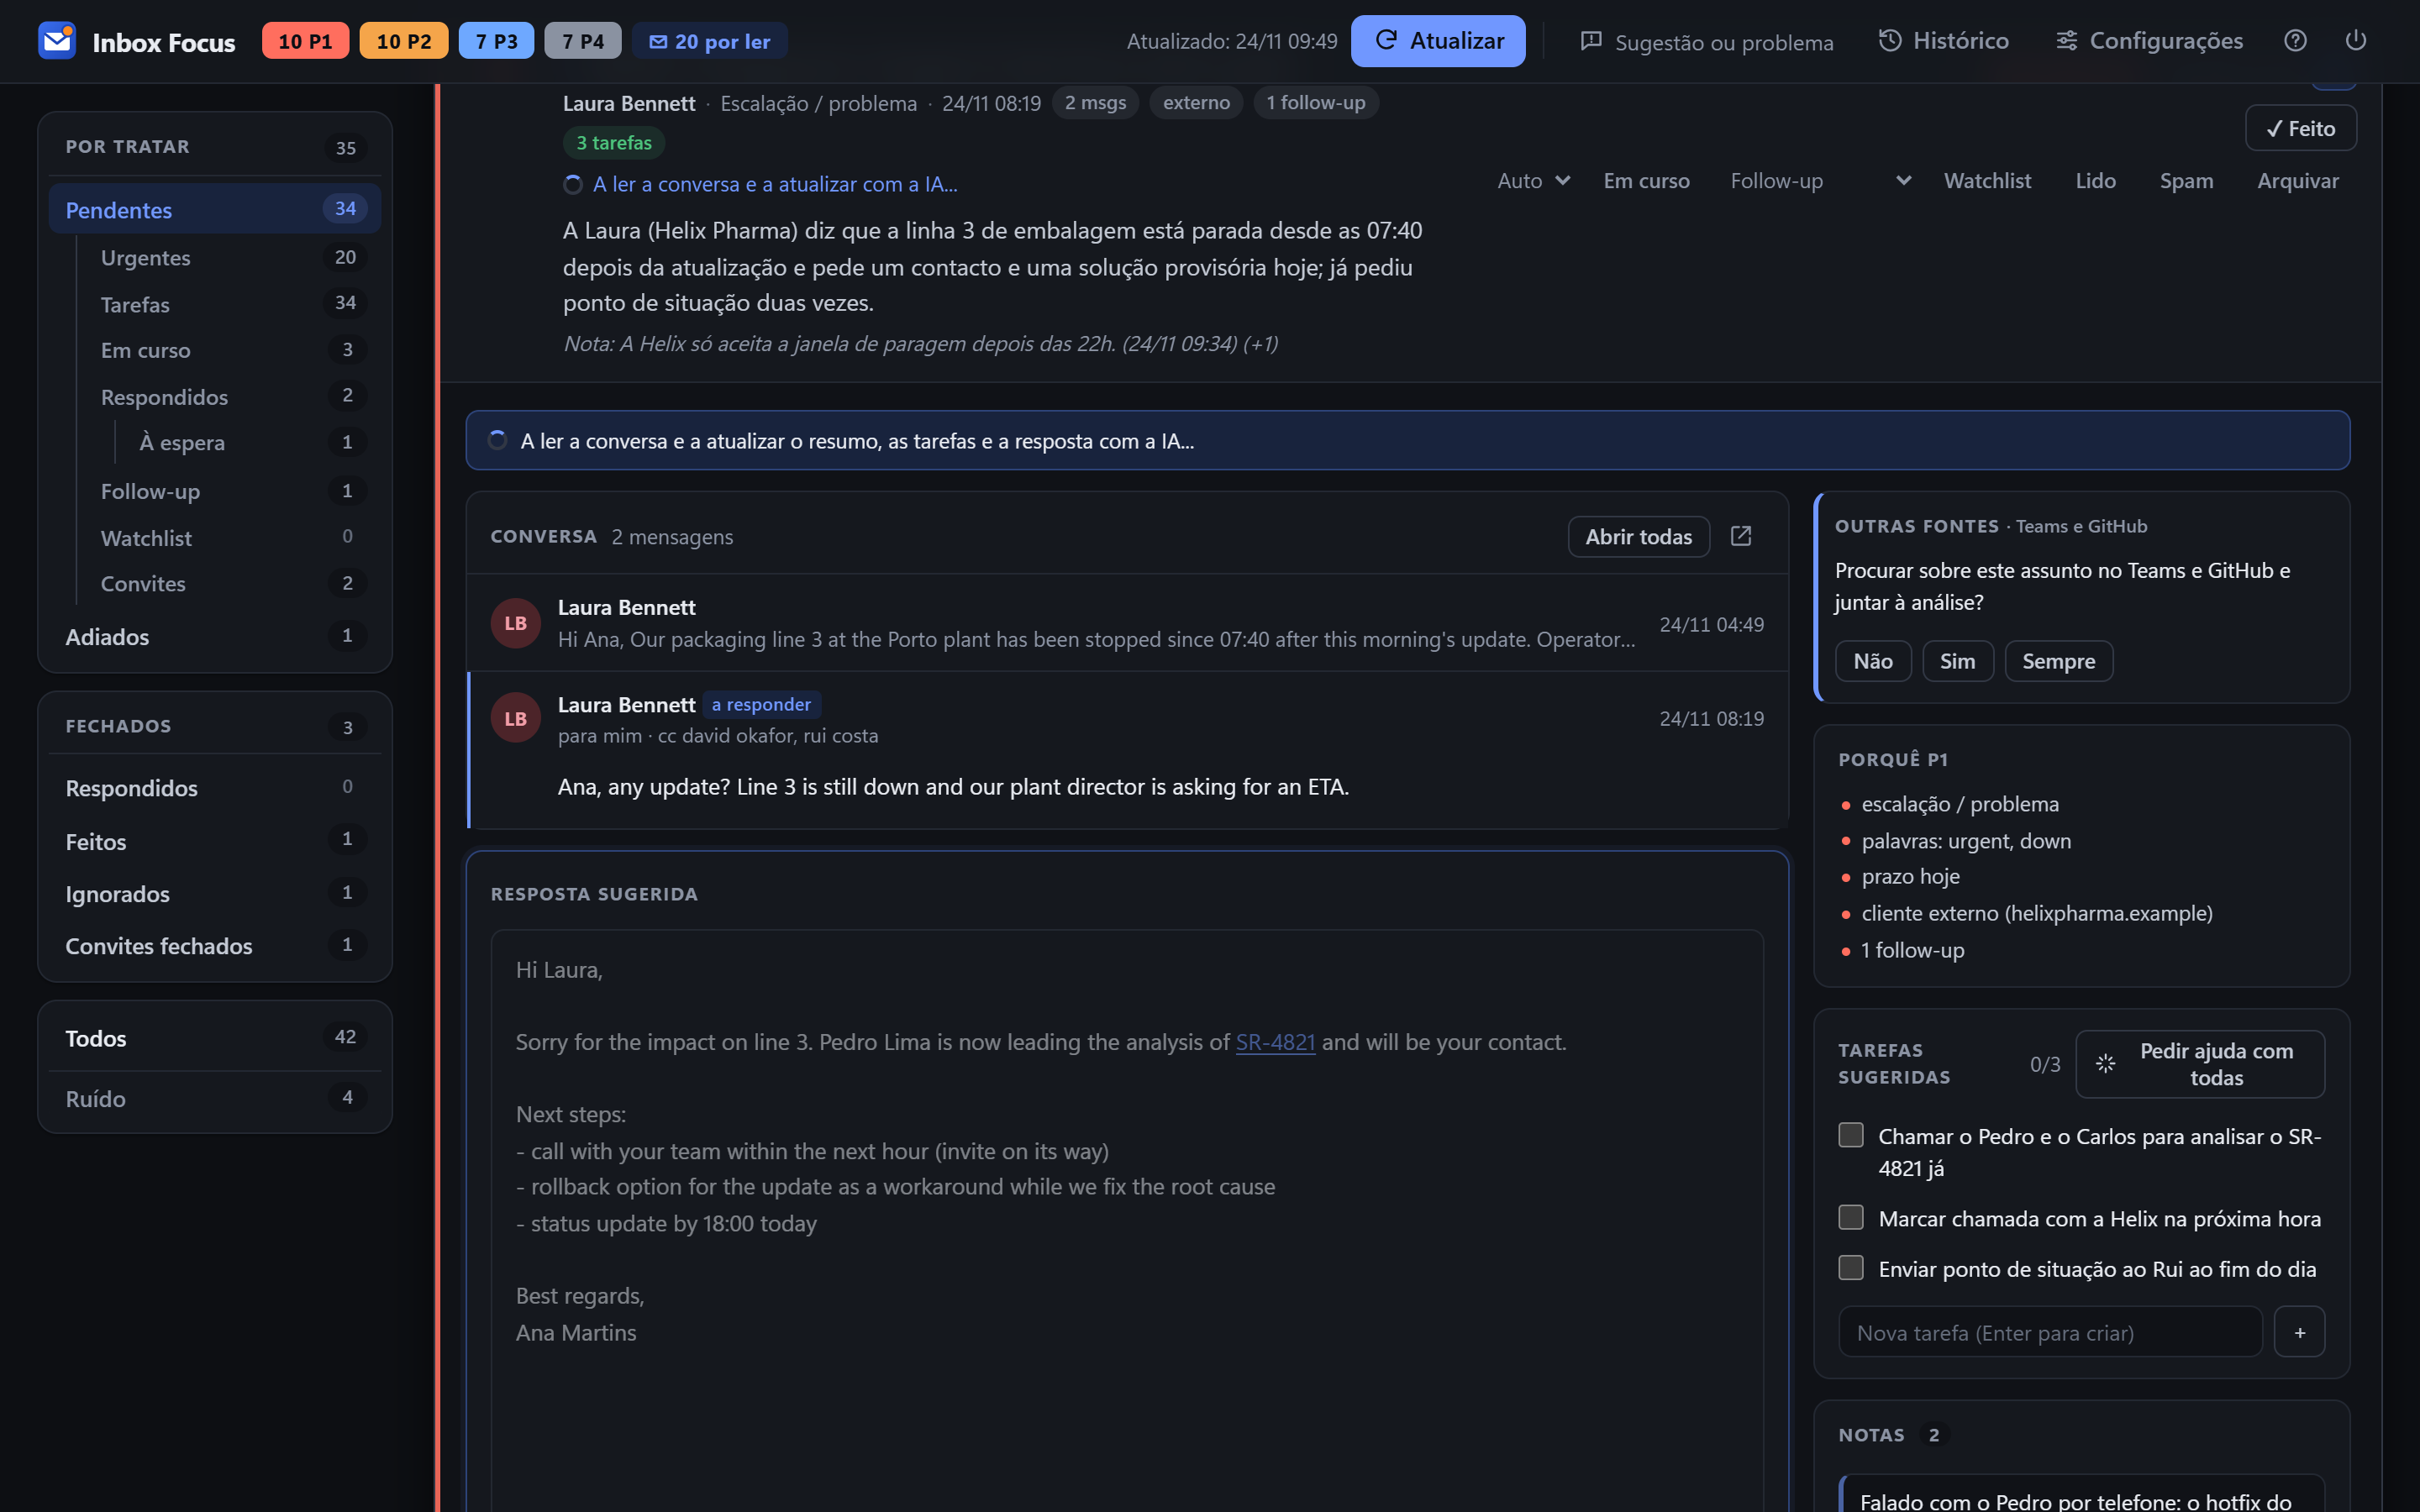 Inbox Focus
10 P1
10 P2
7 P3
7 P4
20 por ler
Atualizado: 24/11 09:49
Atualizar
Sugestão ou problema
Histórico
Configurações
POR TRATAR 35
Pendentes 34
Urgentes 20
Tarefas 34
Em curso 3
Respondidos 2
À espera 1
Follow-up 1
Watchlist 0
Convites 2
Adiados 1
FECHADOS 3
Respondidos 0
Feitos 1
Ignorados 1
Convites fechados 1
Todos 42
Ruído 4
Laura Bennett · Escalação / problema · 24/11 08:19 2 msgs externo 1 follow-up
3 tarefas
A ler a conversa e a atualizar com a IA...
✓ Feito
Auto Em curso Follow-up Watchlist Lido Spam Arquivar
A Laura (Helix Pharma) diz que a linha 3 de embalagem está parada desde as 07:40
depois da atualização e pede um contacto e uma solução provisória hoje; já pediu
ponto de situação duas vezes.
Nota: A Helix só aceita a janela de paragem depois das 22h. (24/11 09:34) (+1)
A ler a conversa e a atualizar o resumo, as tarefas e a resposta com a IA...
CONVERSA 2 mensagens
Abrir todas
LB
Laura Bennett
Hi Ana, Our packaging line 3 at the Porto plant has been stopped since 07:40 after this morning's update. Operator...
24/11 04:49
LB
Laura Bennett a responder
para mim · cc david okafor, rui costa
24/11 08:19
Ana, any update? Line 3 is still down and our plant director is asking for an ETA.
RESPOSTA SUGERIDA
Hi Laura,
Sorry for the impact on line 3. Pedro Lima is now leading the analysis of SR-4821 and will be your contact.
Next steps:
- call with your team within the next hour (invite on its way)
- rollback option for the update as a workaround while we fix the root cause
- status update by 18:00 today
Best regards,
Ana Martins
OUTRAS FONTES · Teams e GitHub
Procurar sobre este assunto no Teams e GitHub e
juntar à análise?
Não
Sim
Sempre
PORQUÊ P1
escalação / problema
palavras: urgent, down
prazo hoje
cliente externo (helixpharma.example)
1 follow-up
TAREFAS
SUGERIDAS
0/3
Pedir ajuda com
todas
Chamar o Pedro e o Carlos para analisar o SR-
4821 já
Marcar chamada com a Helix na próxima hora
Enviar ponto de situação ao Rui ao fim do dia
Nova tarefa (Enter para criar)
+
NOTAS 2
Falado com o Pedro por telefone: o hotfix do